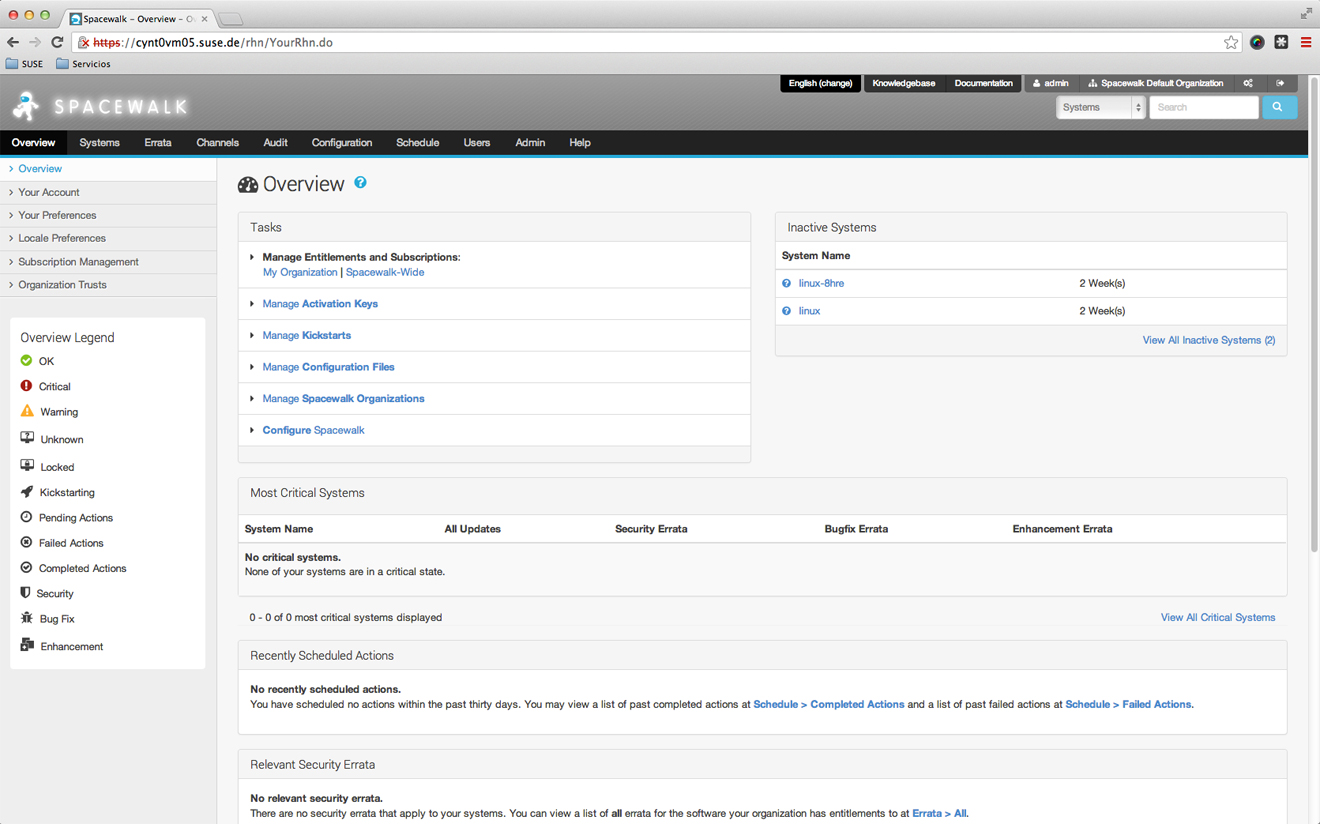 Spacewalk – Overview – O
https://cynt0vm05.suse.de/rhn/YourRhn.do
SUSE Servicios
English (change) Knowledgebase Documentation admin Spacewalk Default Organization
SPACEWALK
Systems Search
Overview Systems Errata Channels Audit Configuration Schedule Users Admin Help
Overview
Your Account
Your Preferences
Locale Preferences
Subscription Management
Organization Trusts
Overview Legend
OK
Critical
Warning
Unknown
Locked
Kickstarting
Pending Actions
Failed Actions
Completed Actions
Security
Bug Fix
Enhancement
Overview
Tasks
Manage Entitlements and Subscriptions:
My Organization | Spacewalk-Wide
Manage Activation Keys
Manage Kickstarts
Manage Configuration Files
Manage Spacewalk Organizations
Configure Spacewalk
Inactive Systems
System Name
linux-8hre 2 Week(s)
linux 2 Week(s)
View All Inactive Systems (2)
Most Critical Systems
System Name All Updates Security Errata Bugfix Errata Enhancement Errata
No critical systems.
None of your systems are in a critical state.
0 - 0 of 0 most critical systems displayed View All Critical Systems
Recently Scheduled Actions
No recently scheduled actions.
You have scheduled no actions within the past thirty days. You may view a list of past completed actions at Schedule > Completed Actions and a list of past failed actions at Schedule > Failed Actions.
Relevant Security Errata
No relevant security errata.
There are no security errata that apply to your systems. You can view a list of all errata for the software your organization has entitlements to at Errata > All.